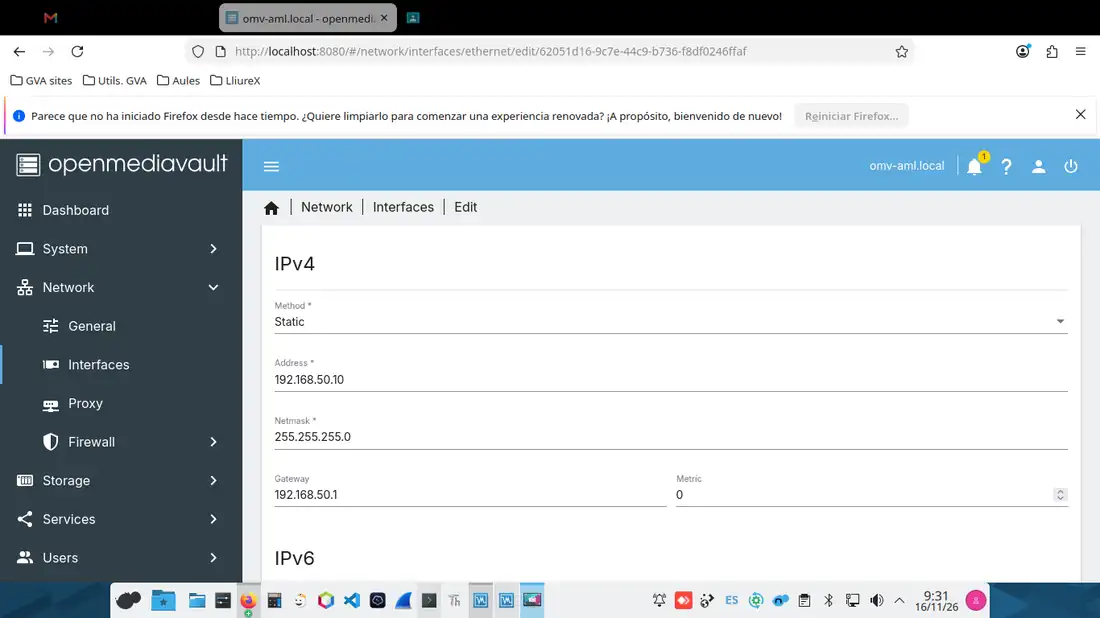 omv-aml.local - openmedi
http://localhost:8080/#/network/interfaces/ethernet/edit/62051d16-9c7e-44c9-b736-f8df0246ffaf
GVA sites Utils. GVA Aules LliureX
Parece que no ha iniciado Firefox desde hace tiempo. ¿Quiere limpiarlo para comenzar una experiencia renovada? ¡A propósito, bienvenido de nuevo! Reiniciar Firefox...
openmediavault
omv-aml.local 1
Dashboard
System
Network
General
Interfaces
Proxy
Firewall
Storage
Services
Users
Network | Interfaces | Edit
IPv4
Method *
Static
Address *
192.168.50.10
Netmask *
255.255.255.0
Gateway Metric
192.168.50.1 0
IPv6
Th ES 9:31
16/11/26